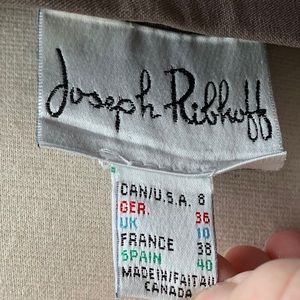 Joseph Ribkoff
CAN/U.S.A. 8
GER. 36
UK 10
FRANCE 38
SPAIN 40
MADE IN/FAIT AU
CANADA